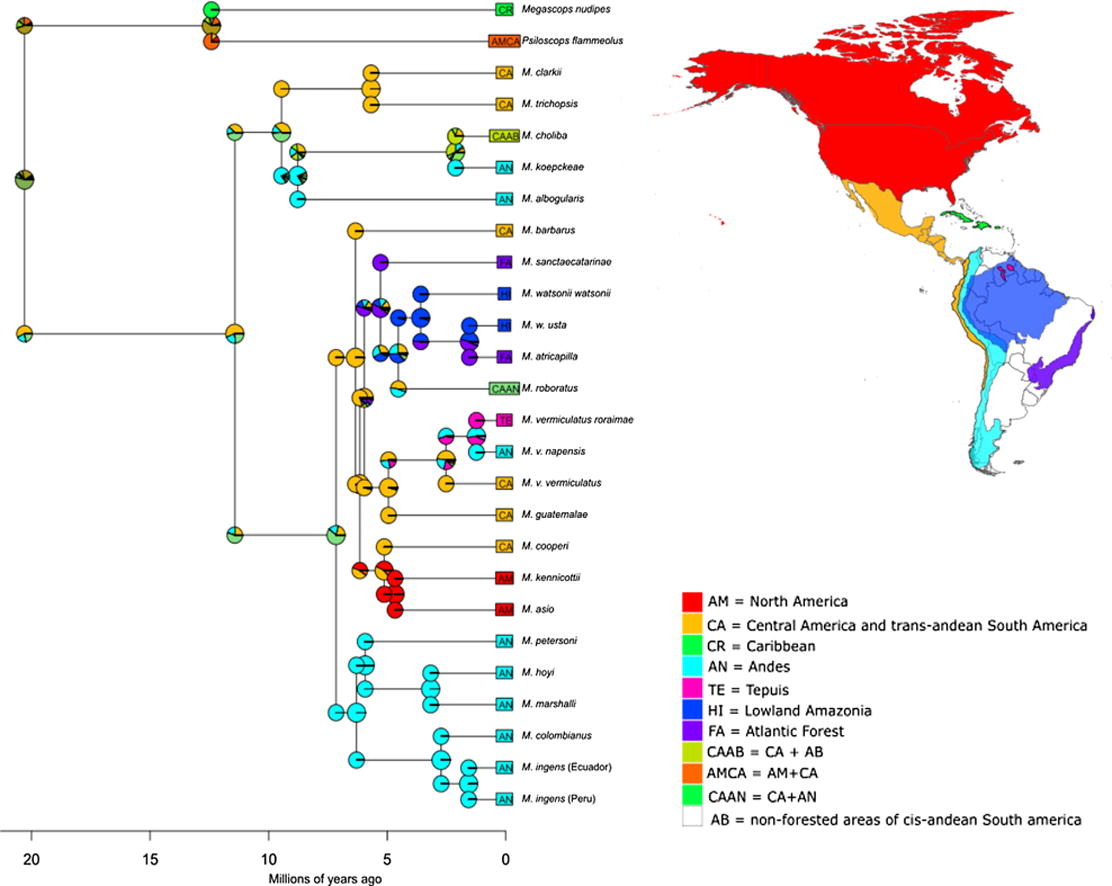 CR Megascops nudipes
AMCA Psiloscops flammeolus
CA M. clarkii
CA M. trichopsis
CAAB M. choliba
AN M. koepckeae
AN M. albogularis
CA M. barbarus
FA M. sanctaecatarinae
HI M. watsonii watsonii
HI M. w. usta
FA M. atricapilla
CAAN M. roboratus
TE M. vermiculatus roraimae
AN M. v. napensis
CA M. v. vermiculatus
CA M. guatemalae
CA M. cooperi
AM M. kennicottii
AM M. asio
AN M. petersoni
AN M. hoyi
AN M. marshalli
AN M. colombianus
AN M. ingens (Ecuador)
AN M. ingens (Peru)
20 15 10 5 0
Millions of years ago
AM = North America
CA = Central America and trans-andean South America
CR = Caribbean
AN = Andes
TE = Tepuis
HI = Lowland Amazonia
FA = Atlantic Forest
CAAB = CA + AB
AMCA = AM+CA
CAAN = CA+AN
AB = non-forested areas of cis-andean South america